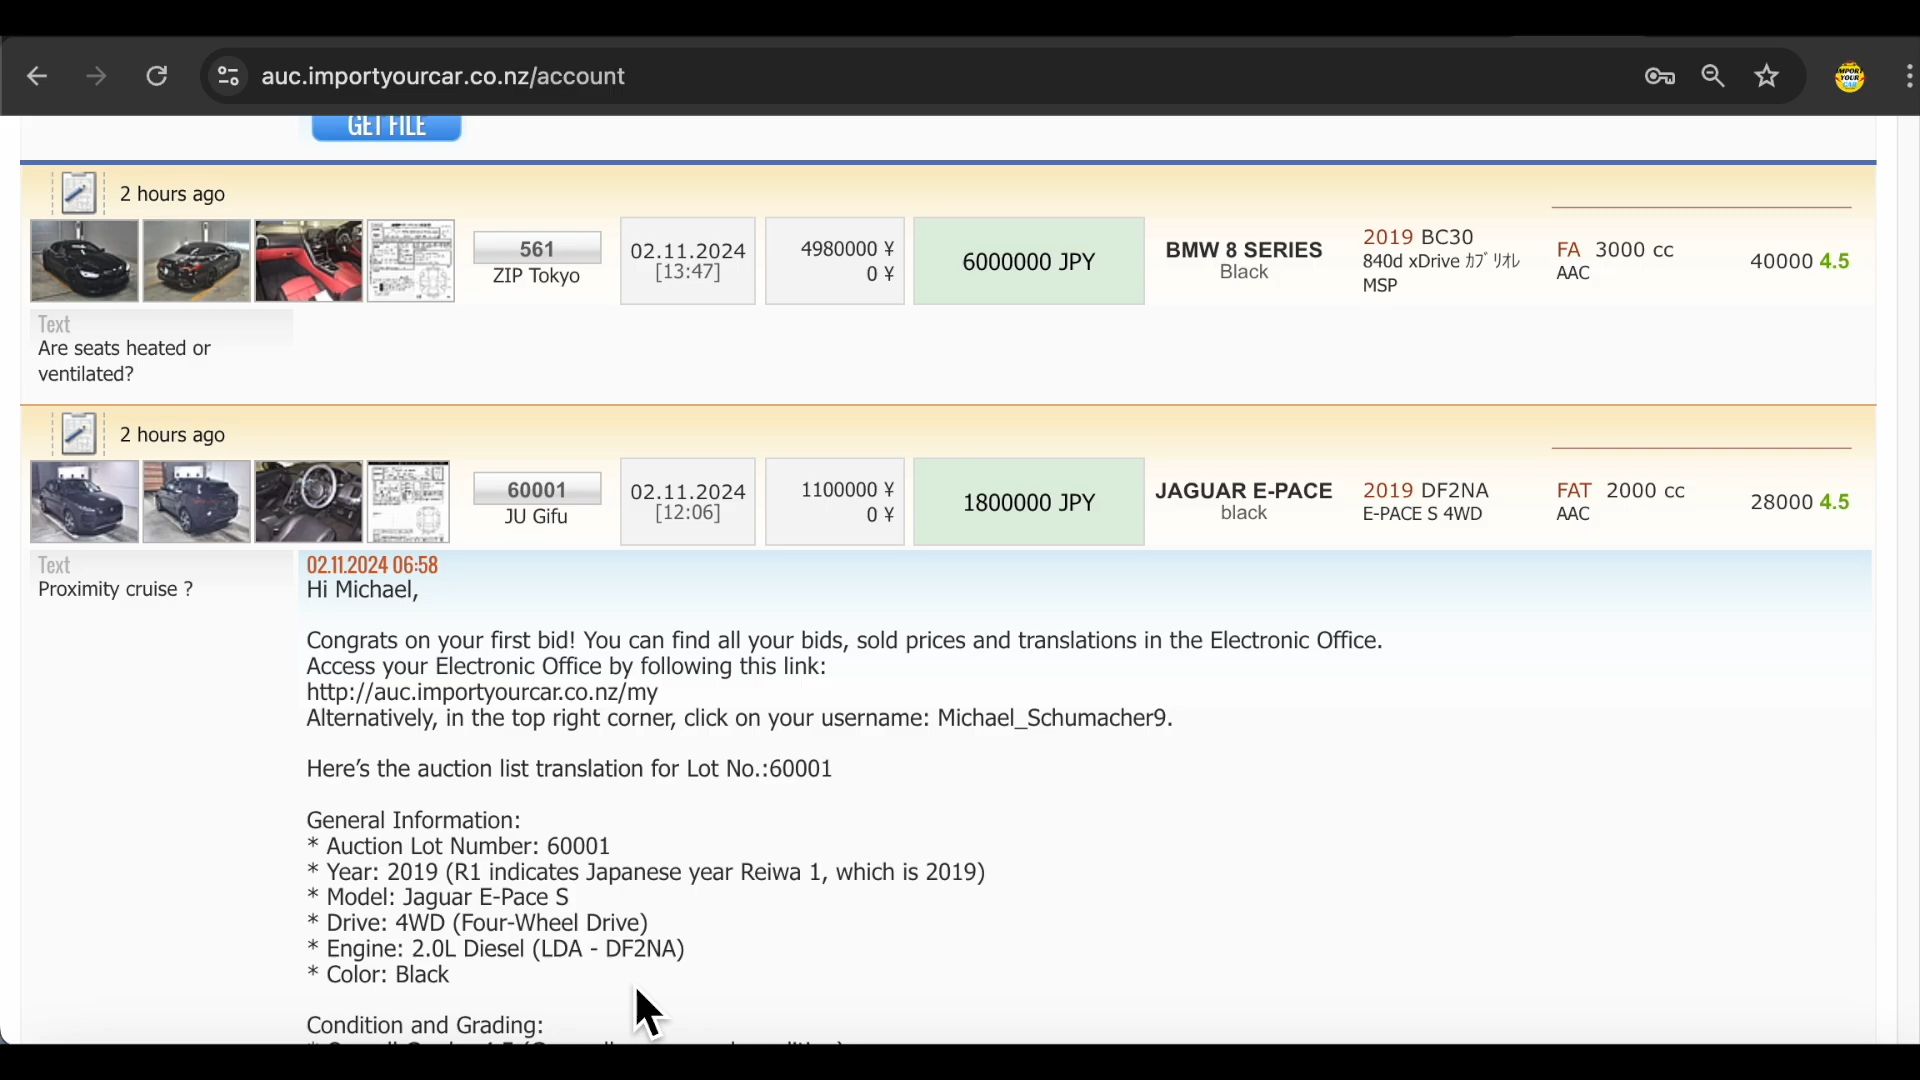 auc.importyourcar.co.nz/account
IMPORT YOUR CAR
GET FILE
2 hours ago
561
ZIP Tokyo
02.11.2024
[13:47]
4980000 ¥
0 ¥
6000000 JPY
BMW 8 SERIES
Black
2019 BC30
840d xDrive ｶﾌﾞﾘｵﾚ
MSP
FA 3000 cc
AAC
40000 4.5
Text
Are seats heated or
ventilated?
2 hours ago
60001
JU Gifu
02.11.2024
[12:06]
1100000 ¥
0 ¥
1800000 JPY
JAGUAR E-PACE
black
2019 DF2NA
E-PACE S 4WD
FAT 2000 cc
AAC
28000 4.5
Text
Proximity cruise ?
02.11.2024 06:58
Hi Michael,
Congrats on your first bid! You can find all your bids, sold prices and translations in the Electronic Office.
Access your Electronic Office by following this link:
http://auc.importyourcar.co.nz/my
Alternatively, in the top right corner, click on your username: Michael_Schumacher9.
Here’s the auction list translation for Lot No.:60001
General Information:
* Auction Lot Number: 60001
* Year: 2019 (R1 indicates Japanese year Reiwa 1, which is 2019)
* Model: Jaguar E-Pace S
* Drive: 4WD (Four-Wheel Drive)
* Engine: 2.0L Diesel (LDA - DF2NA)
* Color: Black
Condition and Grading: